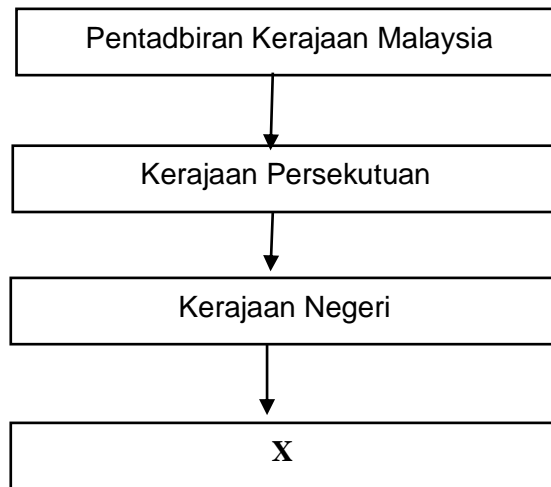 Pentadbiran Kerajaan Malaysia
Kerajaan Persekutuan
Kerajaan Negeri
X